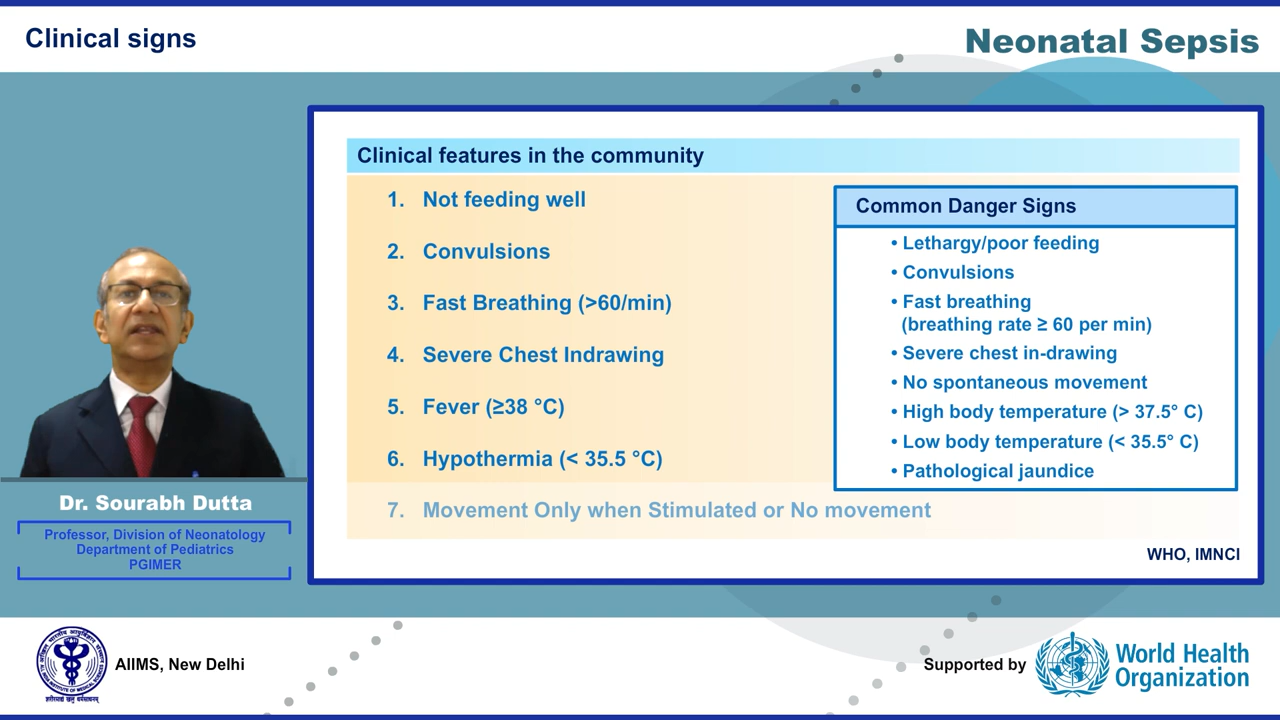 Clinical signs
Neonatal Sepsis
Clinical features in the community
1. Not feeding well
2. Convulsions
3. Fast Breathing (>60/min)
4. Severe Chest Indrawing
5. Fever (≥38 °C)
6. Hypothermia (< 35.5 °C)
7. Movement Only when Stimulated or No movement
Common Danger Signs
• Lethargy/poor feeding
• Convulsions
• Fast breathing
(breathing rate ≥ 60 per min)
• Severe chest in-drawing
• No spontaneous movement
• High body temperature (> 37.5° C)
• Low body temperature (< 35.5° C)
• Pathological jaundice
WHO, IMNCI
Dr. Sourabh Dutta
Professor, Division of Neonatology
Department of Pediatrics
PGIMER
AIIMS, New Delhi
Supported by
World Health
Organization